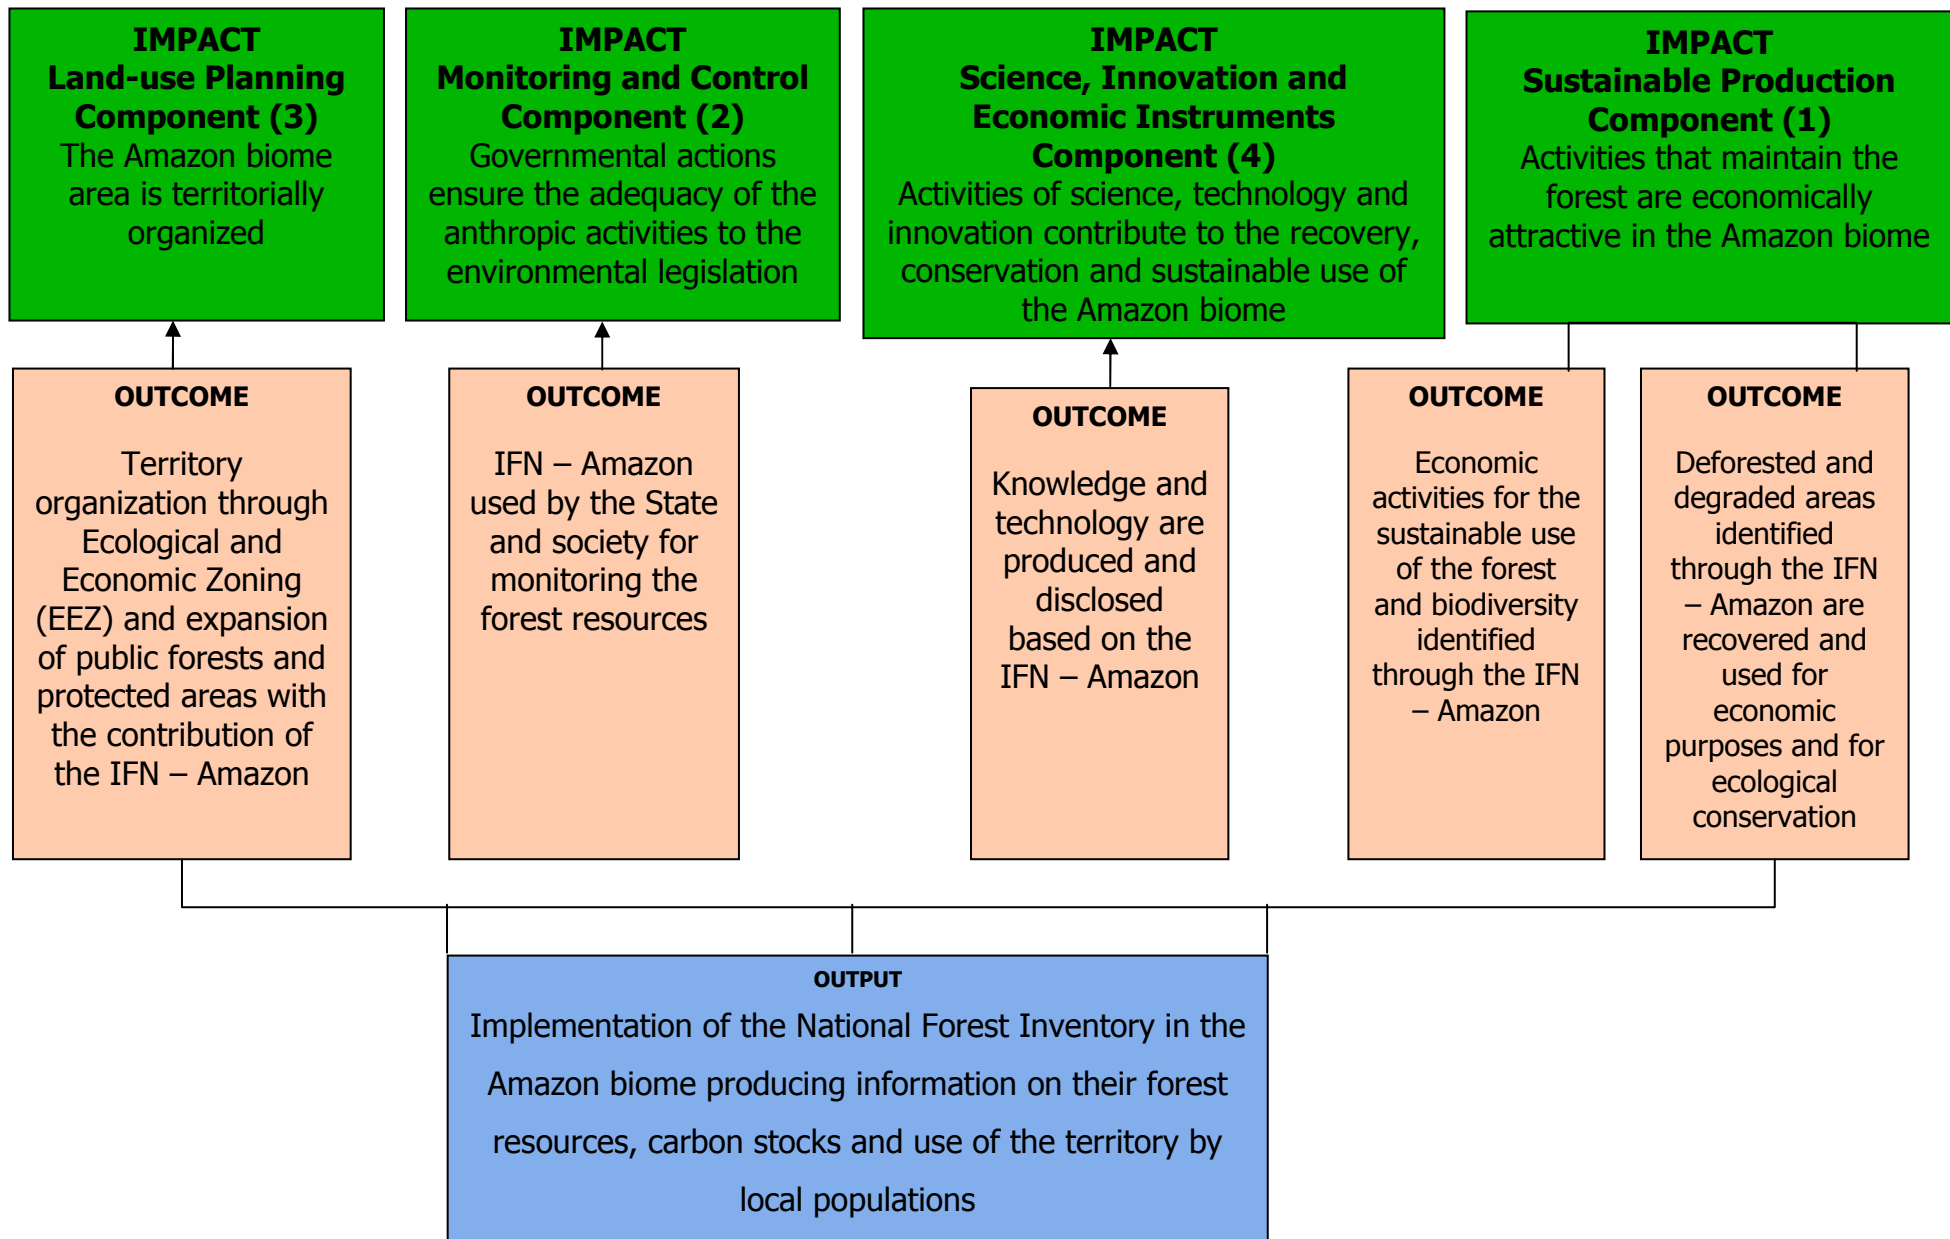 IMPACT
Land-use Planning
Component (3)
The Amazon biome
area is territorially
organized
IMPACT
Monitoring and Control
Component (2)
Governmental actions
ensure the adequacy of the
anthropic activities to the
environmental legislation
IMPACT
Science, Innovation and
Economic Instruments
Component (4)
Activities of science, technology and
innovation contribute to the recovery,
conservation and sustainable use of
the Amazon biome
IMPACT
Sustainable Production
Component (1)
Activities that maintain the
forest are economically
attractive in the Amazon biome
OUTCOME
Territory
organization through
Ecological and
Economic Zoning
(EEZ) and expansion
of public forests and
protected areas with
the contribution of
the IFN – Amazon
OUTCOME
IFN – Amazon
used by the State
and society for
monitoring the
forest resources
OUTCOME
Knowledge and
technology are
produced and
disclosed
based on the
IFN – Amazon
OUTCOME
Economic
activities for the
sustainable use
of the forest
and biodiversity
identified
through the IFN
– Amazon
OUTCOME
Deforested and
degraded areas
identified
through the IFN
– Amazon are
recovered and
used for
economic
purposes and for
ecological
conservation
OUTPUT
Implementation of the National Forest Inventory in the
Amazon biome producing information on their forest
resources, carbon stocks and use of the territory by
local populations